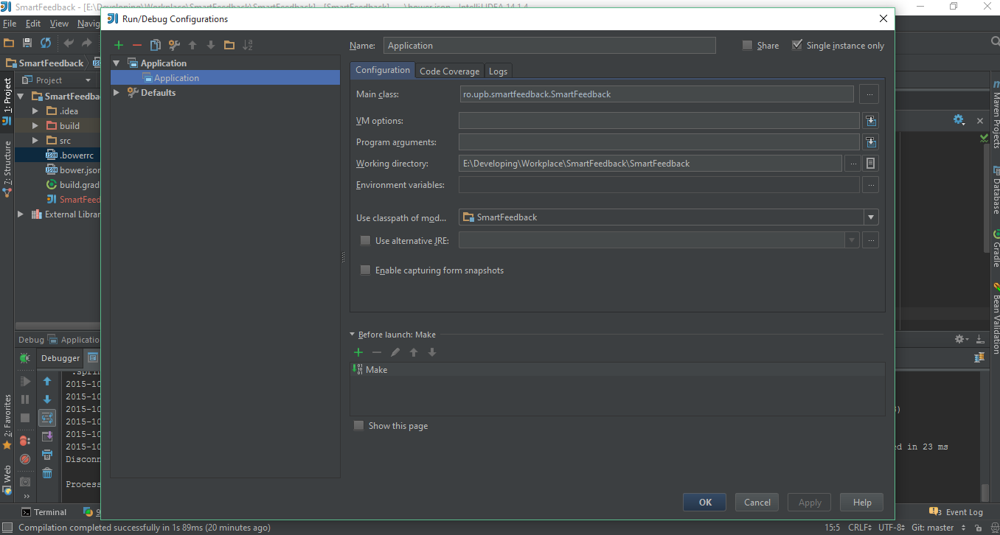 SmartFeedback - [E:\Developing\Workplace\SmartFeedback\SmartFeedback] - [SmartFeedback] - ...\bower.json - IntelliJ IDEA 14.1.4
File Edit View Navig
SmartFeedback
Project
SmartFeedba
.idea
build
src
.bowerrc
bower.json
build.grad
SmartFeed
External Librar
1: Project
7: Structure
2: Favorites
Web
Run/Debug Configurations
Application
Application
Defaults
Name: Application
Share
Single instance only
Configuration Code Coverage Logs
Main class: ro.upb.smartfeedback.SmartFeedback ...
VM options:
Program arguments:
Working directory: E:\Developing\Workplace\SmartFeedback\SmartFeedback ...
Environment variables: ...
Use classpath of mod... SmartFeedback
Use alternative JRE: ...
Enable capturing form snapshots
Before launch: Make
Make
Show this page
OK Cancel Apply Help
Maven Projects
Database
Gradle
Bean Validation
Debug Applicatio
Debugger
2015-10
2015-10
2015-10
2015-10
2015-10
2015-10
d in 23 ms
Disconn
Process
Terminal
9
Event Log
Compilation completed successfully in 1s 89ms (20 minutes ago)
15:5 CRLF UTF-8 Git: master